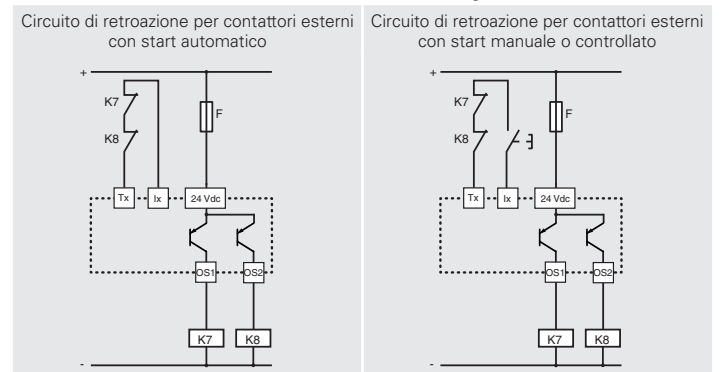 Circuito di retroazione per contattori esterni
con start automatico
+
K7
K8
F
Tx
Ix
24 Vdc
OS1
OS2
K7
K8
-
Circuito di retroazione per contattori esterni
con start manuale o controllato
+
K7
K8
F
Tx
Ix
24 Vdc
OS1
OS2
K7
K8
-